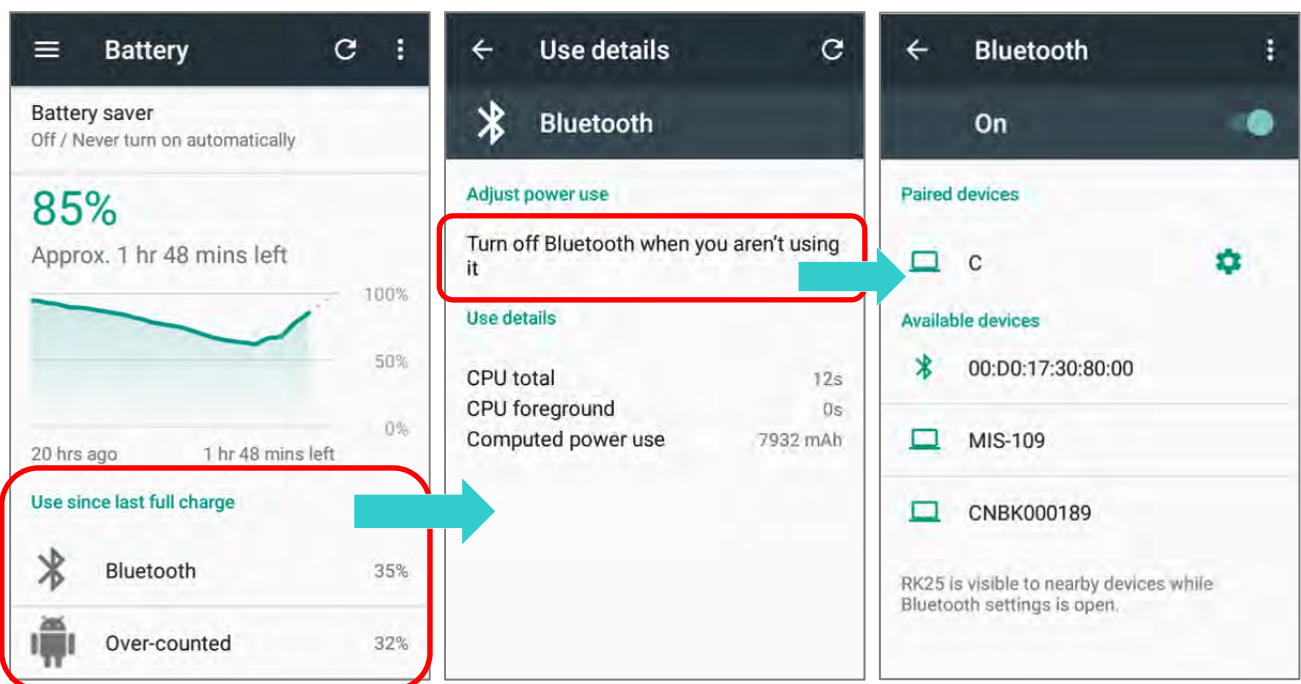 Battery
Battery saver
Off / Never turn on automatically
85%
Approx. 1 hr 48 mins left
100%
50%
0%
20 hrs ago 1 hr 48 mins left
Use since last full charge
Bluetooth 35%
Over-counted 32%
Use details
Bluetooth
Adjust power use
Turn off Bluetooth when you aren't using
it
Use details
CPU total 12s
CPU foreground 0s
Computed power use 7932 mAh
Bluetooth
On
Paired devices
C
Available devices
00:D0:17:30:80:00
MIS-109
CNBK000189
RK25 is visible to nearby devices while
Bluetooth settings is open.